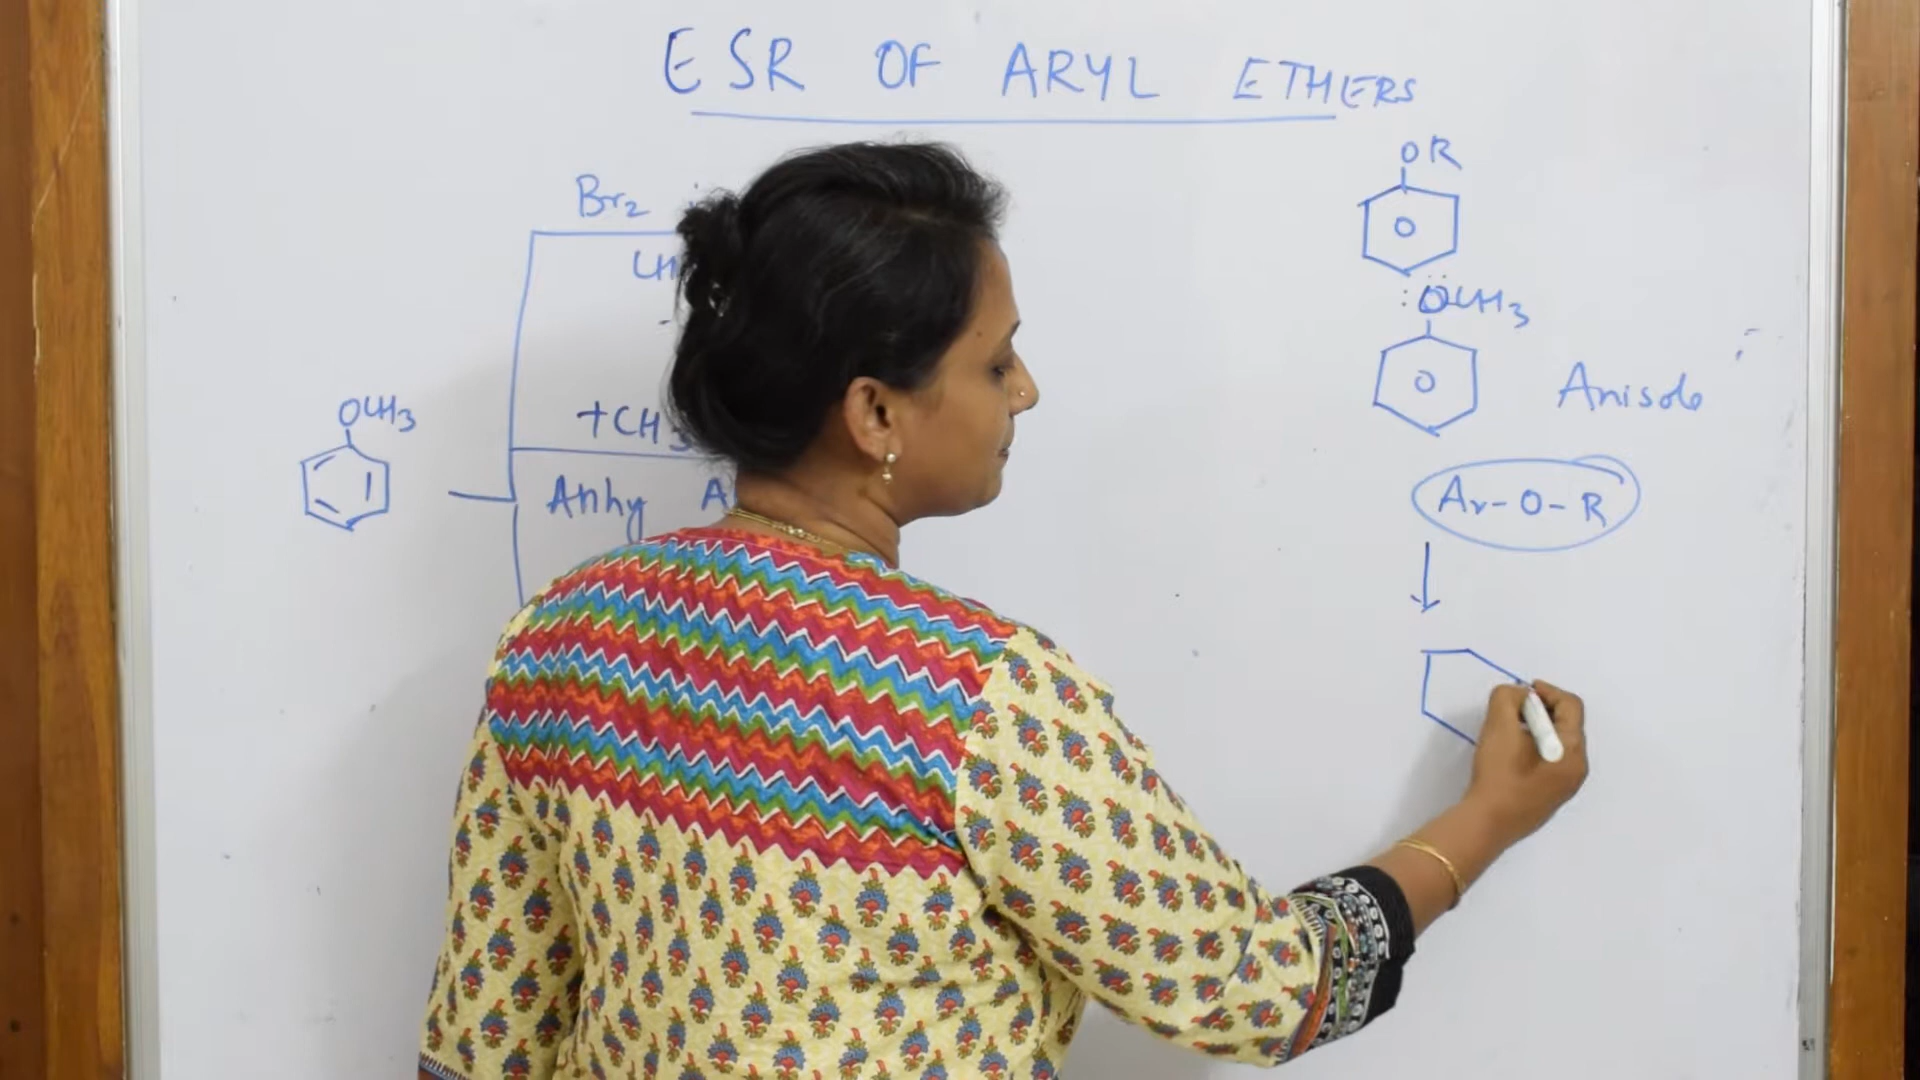 ESR OF ARYL ETHERS
Br2
+CH3
OCH3
Anhy A
OR
O
:OCH3
O
Anisole
Ar-O-R